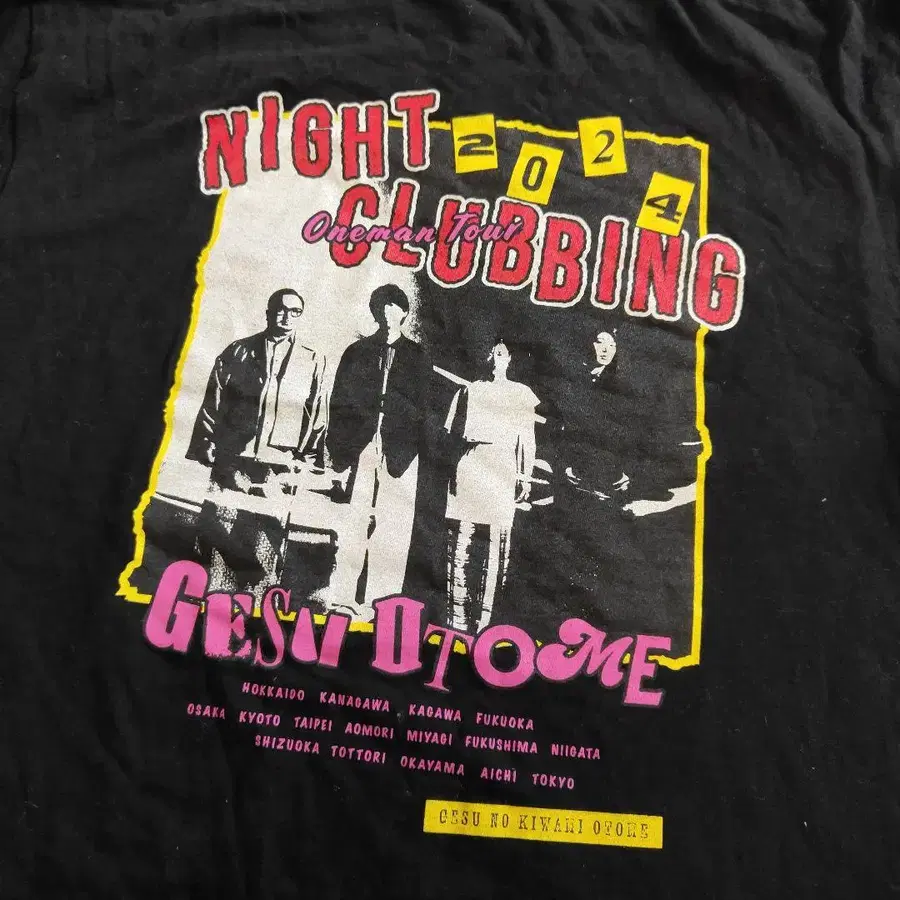 NIGHT 2024
CLUBBING
Oneman Tour
GESU OTOME
HOKKAIDO KANAGAWA KAGAWA FUKUOKA
OSAKA KYOTO TAIPEI AOMORI MIYAGI FUKUSHIMA NIIGATA
SHIZUOKA TOTTORI OKAYAMA AICHI TOKYO
GESU NO KIWAMI OTOME